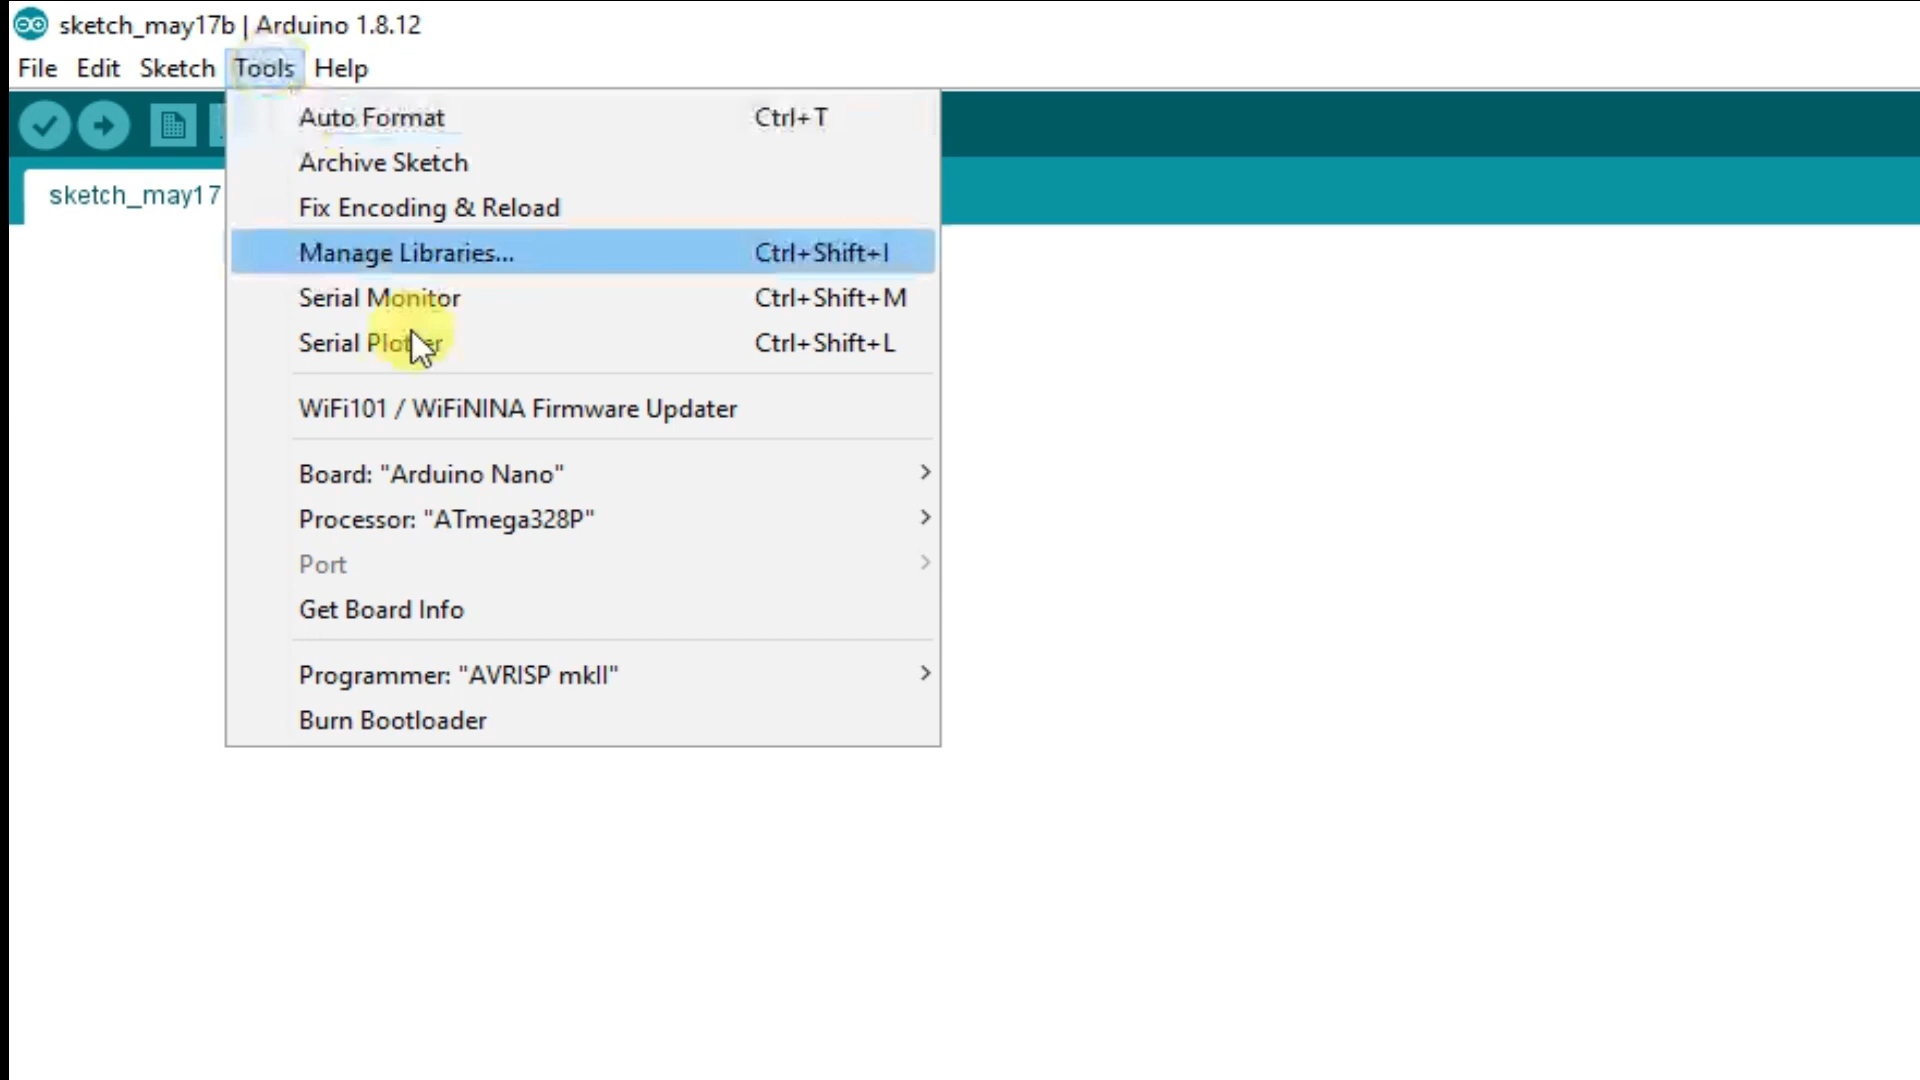 sketch_may17b | Arduino 1.8.12
File Edit Sketch Tools Help
sketch_may17
Auto Format Ctrl+T
Archive Sketch
Fix Encoding & Reload
Manage Libraries... Ctrl+Shift+I
Serial Monitor Ctrl+Shift+M
Serial Plotter Ctrl+Shift+L
WiFi101 / WiFiNINA Firmware Updater
Board: "Arduino Nano"
Processor: "ATmega328P"
Port
Get Board Info
Programmer: "AVRISP mkII"
Burn Bootloader